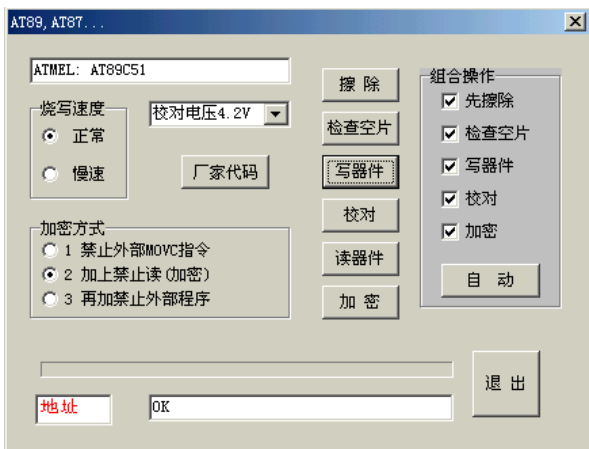 AT89, AT87...
ATMEL: AT89C51
烧写速度
正常
慢速
校对电压4.2V
厂家代码
加密方式
1 禁止外部MOVC指令
2 加上禁止读(加密)
3 再加禁止外部程序
擦 除
检查空片
写器件
校对
读器件
加 密
组合操作
先擦除
检查空片
写器件
校对
加密
自 动
地址
OK
退 出